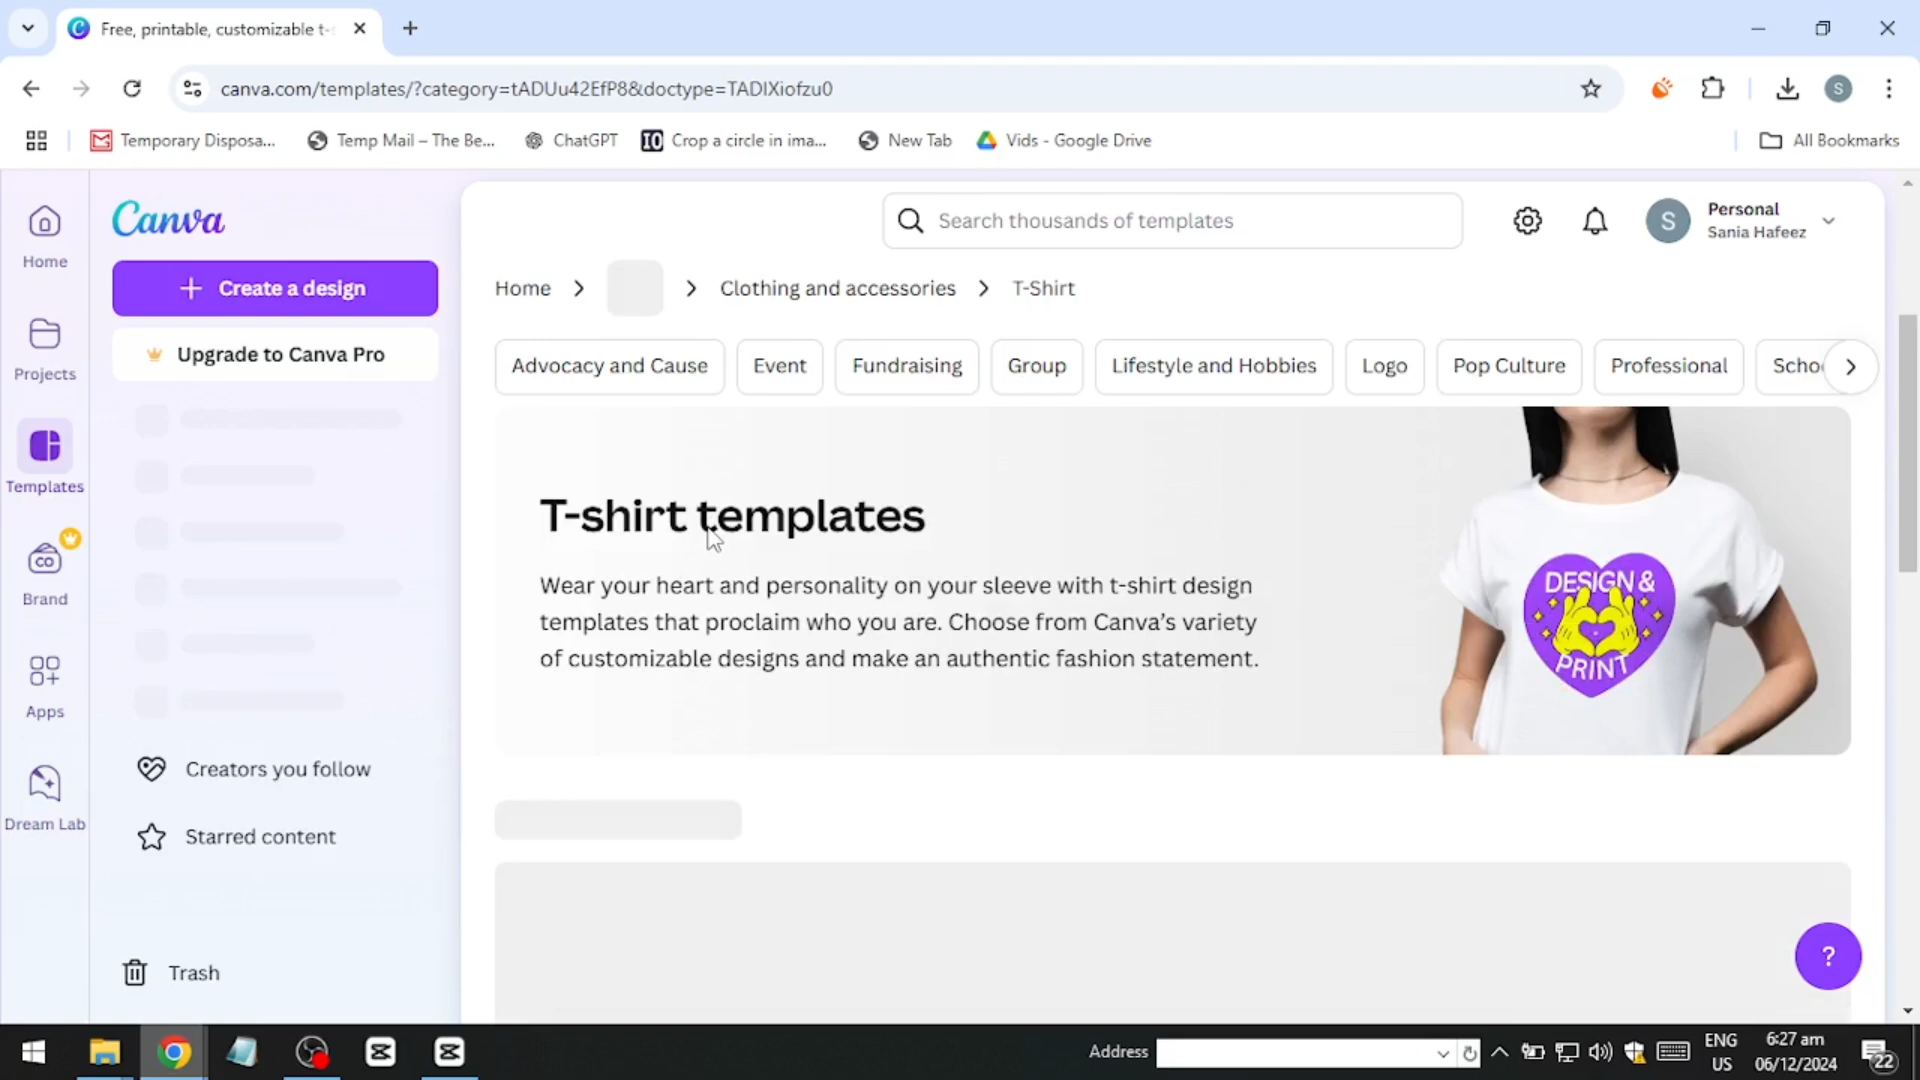 Free, printable, customizable t-
canva.com/templates/?category=tADUu42EfP8&doctype=TADIXiofzu0
S
Temporary Disposa...
Temp Mail – The Be...
ChatGPT
IO
Crop a circle in ima...
New Tab
Vids - Google Drive
All Bookmarks
Home
Projects
Templates
CO
Brand
Apps
Dream Lab
Canva
Create a design
Upgrade to Canva Pro
Creators you follow
Starred content
Trash
Search thousands of templates
S
Personal
Sania Hafeez
Home
Clothing and accessories
T-Shirt
Advocacy and Cause
Event
Fundraising
Group
Lifestyle and Hobbies
Logo
Pop Culture
Professional
Schoo
T-shirt templates
Wear your heart and personality on your sleeve with t-shirt design
templates that proclaim who you are. Choose from Canva’s variety
of customizable designs and make an authentic fashion statement.
DESIGN &
PRINT
?
Address
ENG
US
6:27 am
06/12/2024
22